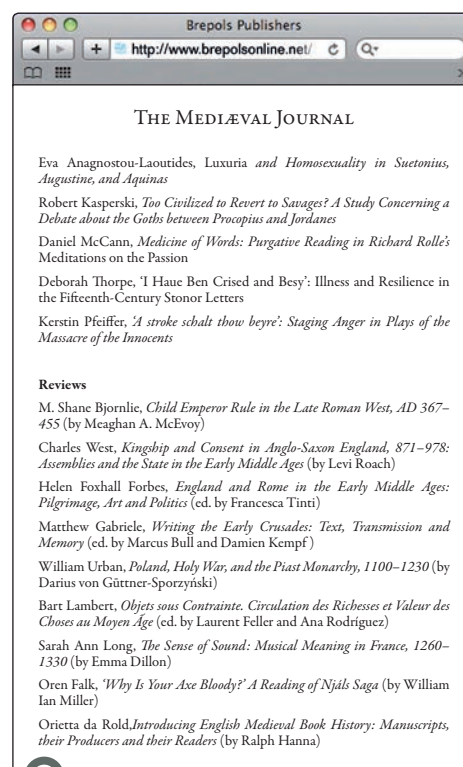 Brepols Publishers
http://www.brepolsonline.net/
The Mediæval Journal
Eva Anagnostou-Laoutides, Luxuria and Homosexuality in Suetonius,
Augustine, and Aquinas
Robert Kasperski, Too Civilized to Revert to Savages? A Study Concerning a
Debate about the Goths between Procopius and Jordanes
Daniel McCann, Medicine of Words: Purgative Reading in Richard Rolle's
Meditations on the Passion
Deborah Thorpe, ‘I Haue Ben Crised and Besy’: Illness and Resilience in
the Fifteenth-Century Stonor Letters
Kerstin Pfeiffer, ‘A stroke schalt thow beyre’: Staging Anger in Plays of the
Massacre of the Innocents
Reviews
M. Shane Bjornlie, Child Emperor Rule in the Late Roman West, AD 367–
455 (by Meaghan A. McEvoy)
Charles West, Kingship and Consent in Anglo-Saxon England, 871–978:
Assemblies and the State in the Early Middle Ages (by Levi Roach)
Helen Foxhall Forbes, England and Rome in the Early Middle Ages:
Pilgrimage, Art and Politics (ed. by Francesca Tinti)
Matthew Gabriele, Writing the Early Crusades: Text, Transmission and
Memory (ed. by Marcus Bull and Damien Kempf )
William Urban, Poland, Holy War, and the Piast Monarchy, 1100–1230 (by
Darius von Güttner-Sporzyński)
Bart Lambert, Objets sous Contrainte. Circulation des Richesses et Valeur des
Choses au Moyen Âge (ed. by Laurent Feller and Ana Rodríguez)
Sarah Ann Long, The Sense of Sound: Musical Meaning in France, 1260–
1330 (by Emma Dillon)
Oren Falk, ‘Why Is Your Axe Bloody?’ A Reading of Njáls Saga (by William
Ian Miller)
Orietta da Rold,Introducing English Medieval Book History: Manuscripts,
their Producers and their Readers (by Ralph Hanna)